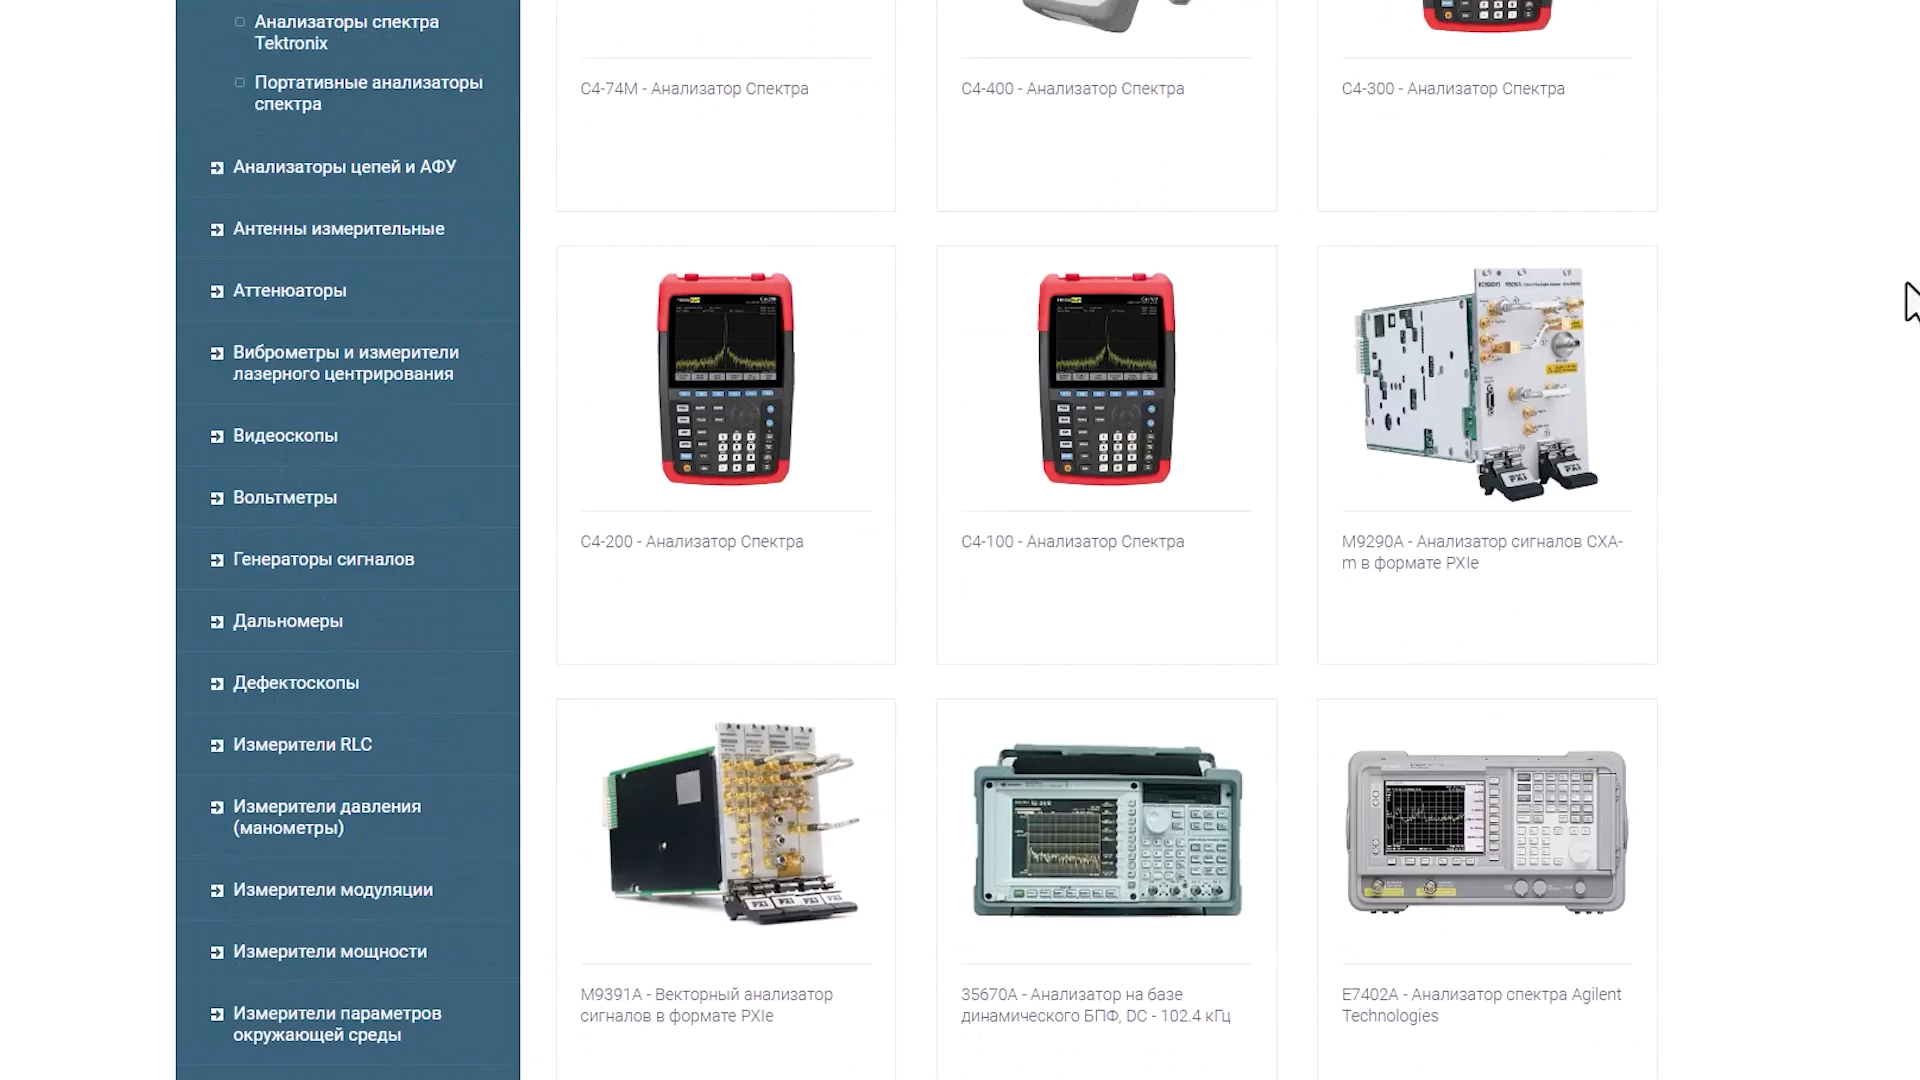 Анализаторы спектра
Tektronix
Портативные анализаторы
спектра
Анализаторы цепей и АФУ
Антенны измерительные
Аттенюаторы
Виброметры и измерители
лазерного центрирования
Видеоскопы
Вольтметры
Генераторы сигналов
Дальномеры
Дефектоскопы
Измерители RLC
Измерители давления
(манометры)
Измерители модуляции
Измерители мощности
Измерители параметров
окружающей среды
С4-74М - Анализатор Спектра
С4-400 - Анализатор Спектра
С4-300 - Анализатор Спектра
С4-200 - Анализатор Спектра
С4-100 - Анализатор Спектра
M9290A - Анализатор сигналов CXA-
m в формате PXIe
M9391A - Векторный анализатор
сигналов в формате PXIe
35670A - Анализатор на базе
динамического БПФ, DC - 102.4 кГц
E7402A - Анализатор спектра Agilent
Technologies